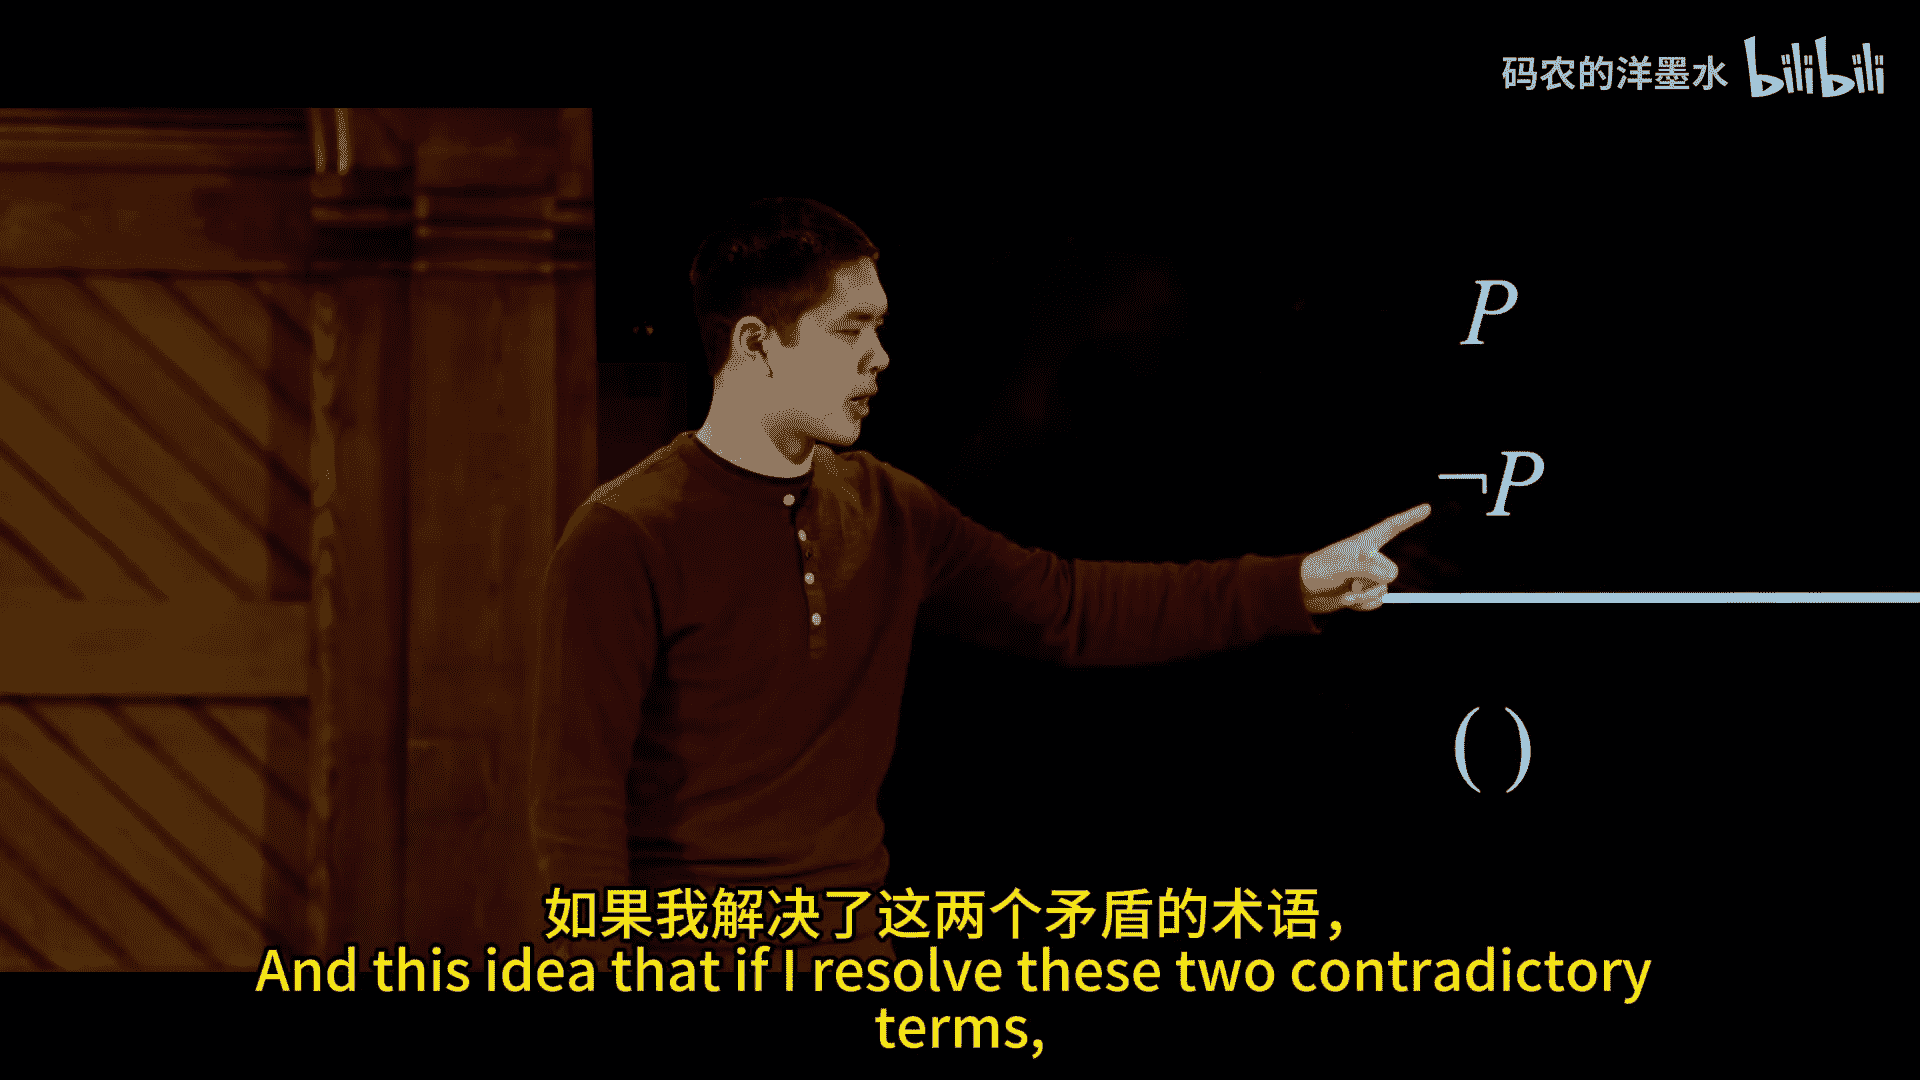 码农的洋墨水 bilibili
P
¬P
( )
如果我解决了这两个矛盾的术语，
And this idea that if I resolve these two contradictory
terms,